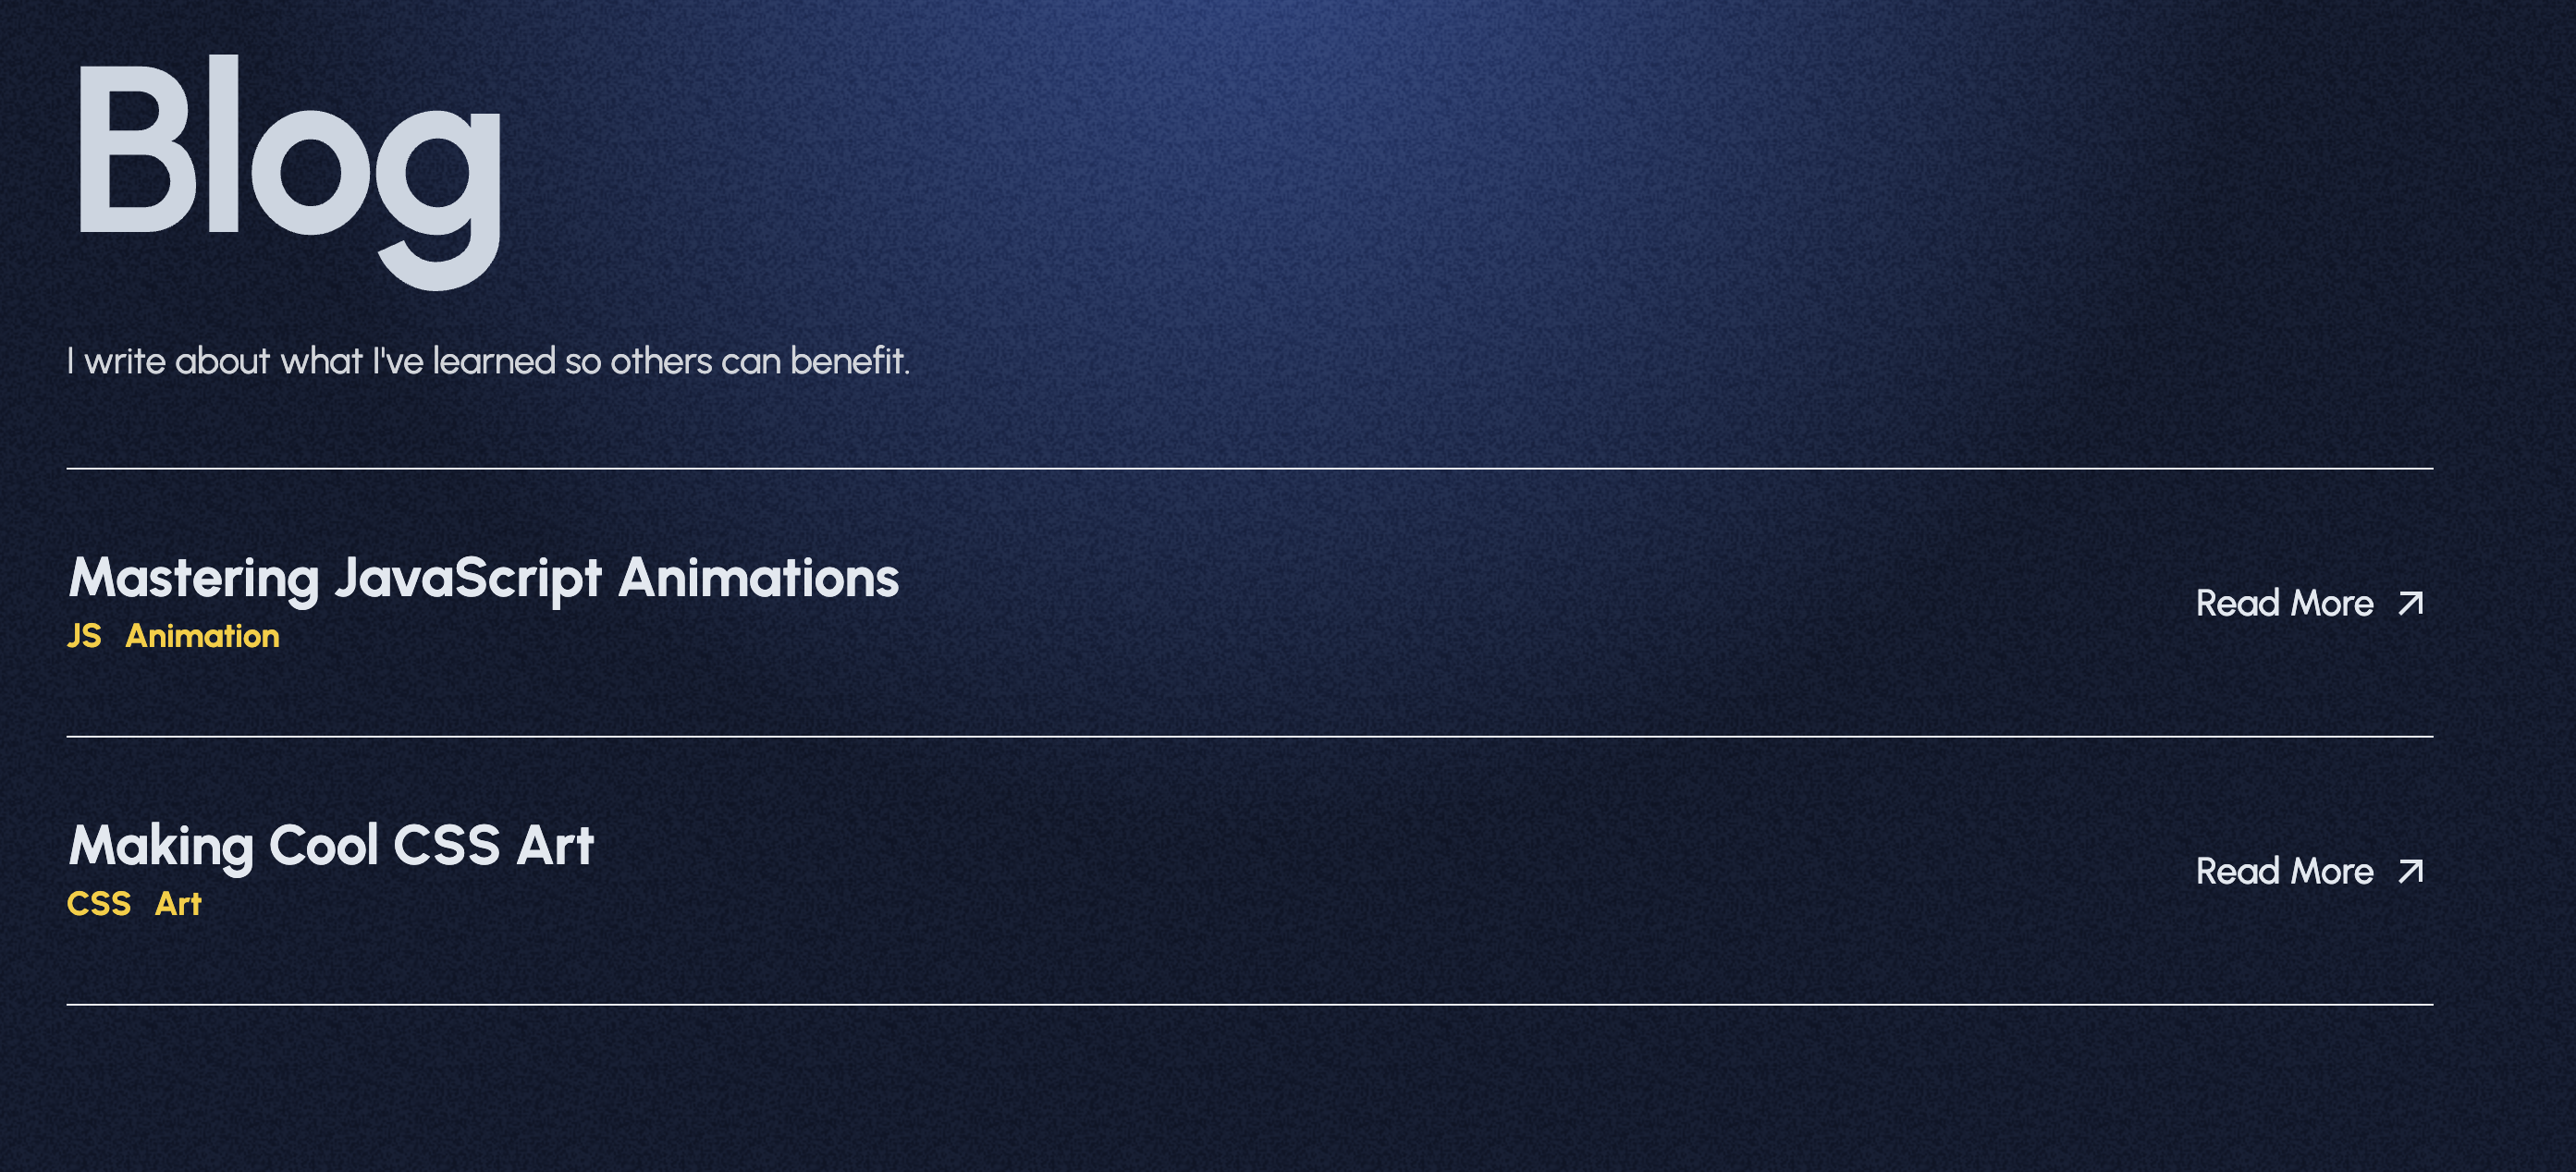 Blog
I write about what I've learned so others can benefit.
Mastering JavaScript Animations
JS Animation
Read More
Making Cool CSS Art
CSS Art
Read More